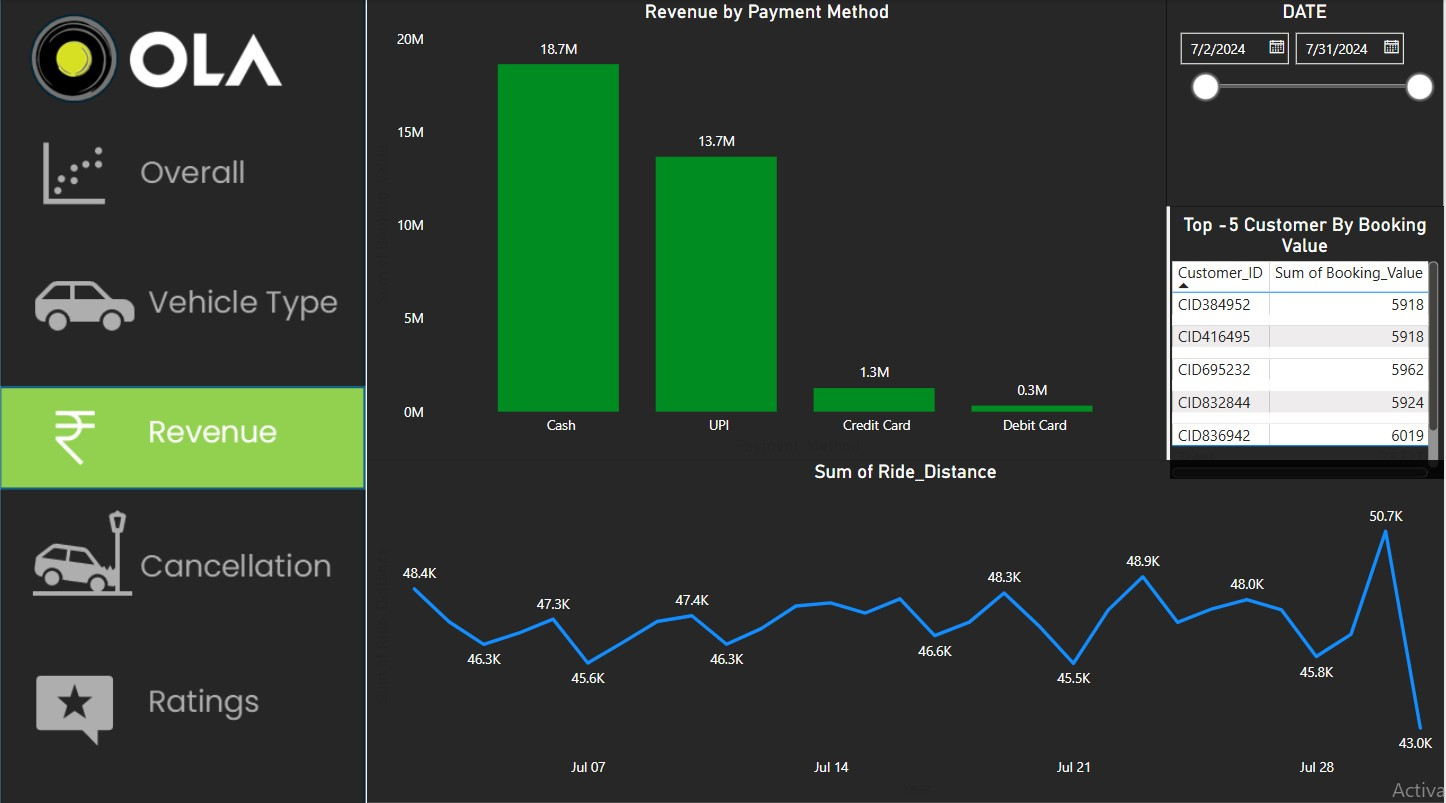 OLA
Overall
Vehicle Type
Revenue
Cancellation
Ratings
Revenue by Payment Method
20M
15M
10M
5M
0M
18.7M
13.7M
1.3M
0.3M
Cash UPI Credit Card Debit Card
DATE
7/2/2024 7/31/2024
Top -5 Customer By Booking
Value
Customer_ID Sum of Booking_Value
CID384952 5918
CID416495 5918
CID695232 5962
CID832844 5924
CID836942 6019
Sum of Ride_Distance
48.4K
46.3K
47.3K
45.6K
47.4K
46.3K
46.6K
48.3K
45.5K
48.9K
48.0K
45.8K
50.7K
43.0K
Jul 07 Jul 14 Jul 21 Jul 28
Activa